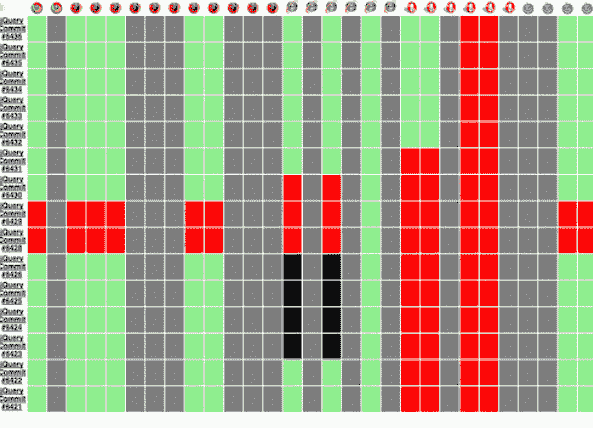 jQuery
Commit
#6436
jQuery
Commit
#6435
jQuery
Commit
#6434
jQuery
Commit
#6433
jQuery
Commit
#6432
jQuery
Commit
#6431
jQuery
Commit
#6430
jQuery
Commit
#6429
jQuery
Commit
#6428
jQuery
Commit
#6426
jQuery
Commit
#6425
jQuery
Commit
#6424
jQuery
Commit
#6423
jQuery
Commit
#6422
jQuery
Commit
#6421